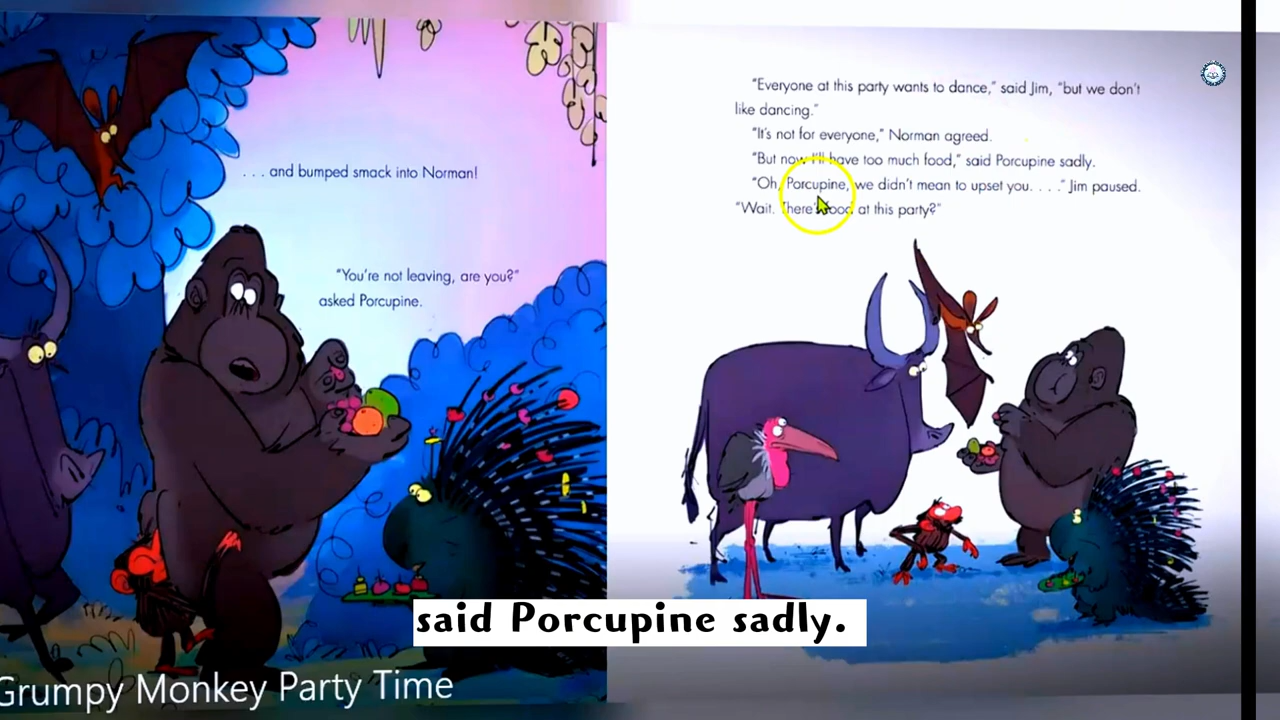 . . . and bumped smack into Norman!
"You're not leaving, are you?"
asked Porcupine.
"Everyone at this party wants to dance," said Jim, "but we don't
like dancing."
"It's not for everyone," Norman agreed.
"But now I'll have too much food," said Porcupine sadly.
"Oh, Porcupine, we didn't mean to upset you. . . ." Jim paused.
"Wait. There's food at this party?"
said Porcupine sadly.
Grumpy Monkey Party Time